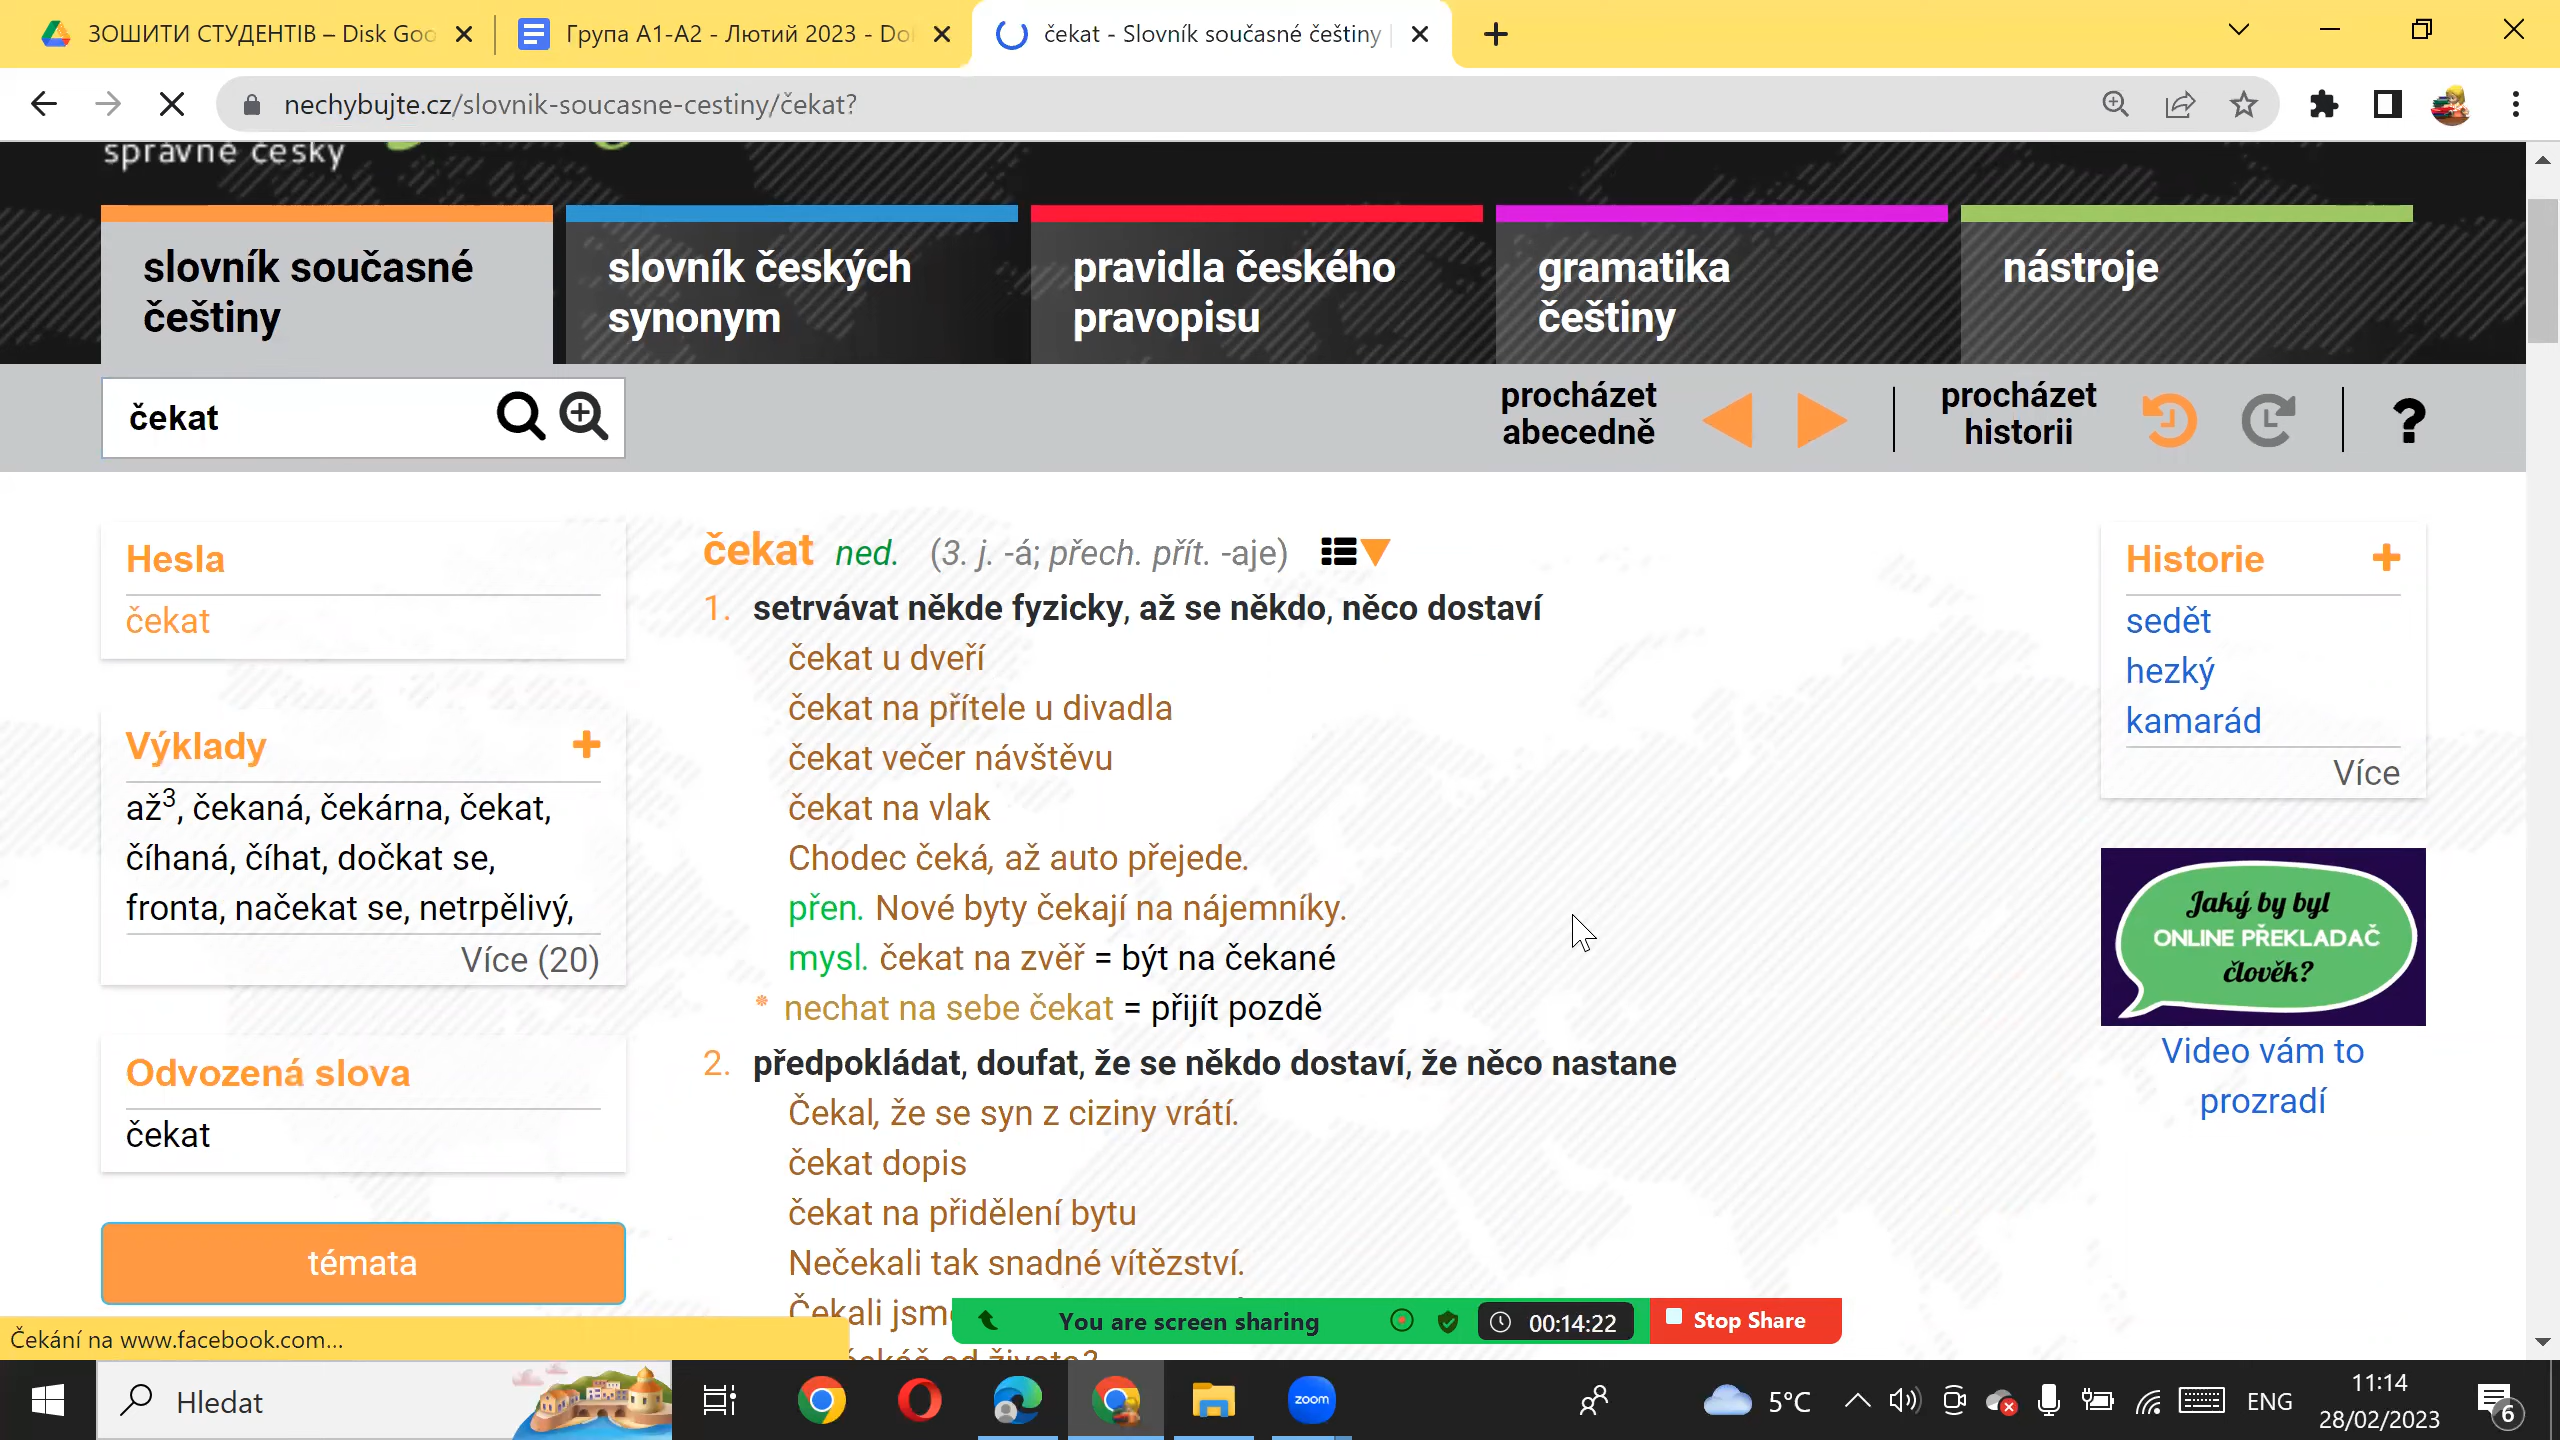 ЗОШИТИ СТУДЕНТІВ – Disk Goo
Група A1-A2 - Лютий 2023 - Do
čekat - Slovník současné češtiny |
nechybujte.cz/slovnik-soucasne-cestiny/čekat?
správně česky
slovník současné
češtiny
slovník českých
synonym
pravidla českého
pravopisu
gramatika
češtiny
nástroje
čekat
procházet
abecedně
procházet
historii
?
Hesla
čekat
Výklady
až³, čekaná, čekárna, čekat,
číhaná, číhat, dočkat se,
fronta, načekat se, netrpělivý,
Více (20)
Odvozená slova
čekat
témata
čekat ned. (3. j. -á; přech. přít. -aje)
1. setrvávat někde fyzicky, až se někdo, něco dostaví
čekat u dveří
čekat na přítele u divadla
čekat večer návštěvu
čekat na vlak
Chodec čeká, až auto přejede.
přen. Nové byty čekají na nájemníky.
mysl. čekat na zvěř = být na čekané
* nechat na sebe čekat = přijít pozdě
2. předpokládat, doufat, že se někdo dostaví, že něco nastane
Čekal, že se syn z ciziny vrátí.
čekat dopis
čekat na přidělení bytu
Nečekali tak snadné vítězství.
Čekali jsme
od života?
Historie
sedět
hezký
kamarád
Více
Jaký by byl
ONLINE PŘEKLADAČ
člověk?
Video vám to
prozradí
You are screen sharing
00:14:22
Stop Share
Čekání na www.facebook.com...
Hledat
zoom
5°C
ENG
11:14
28/02/2023
6